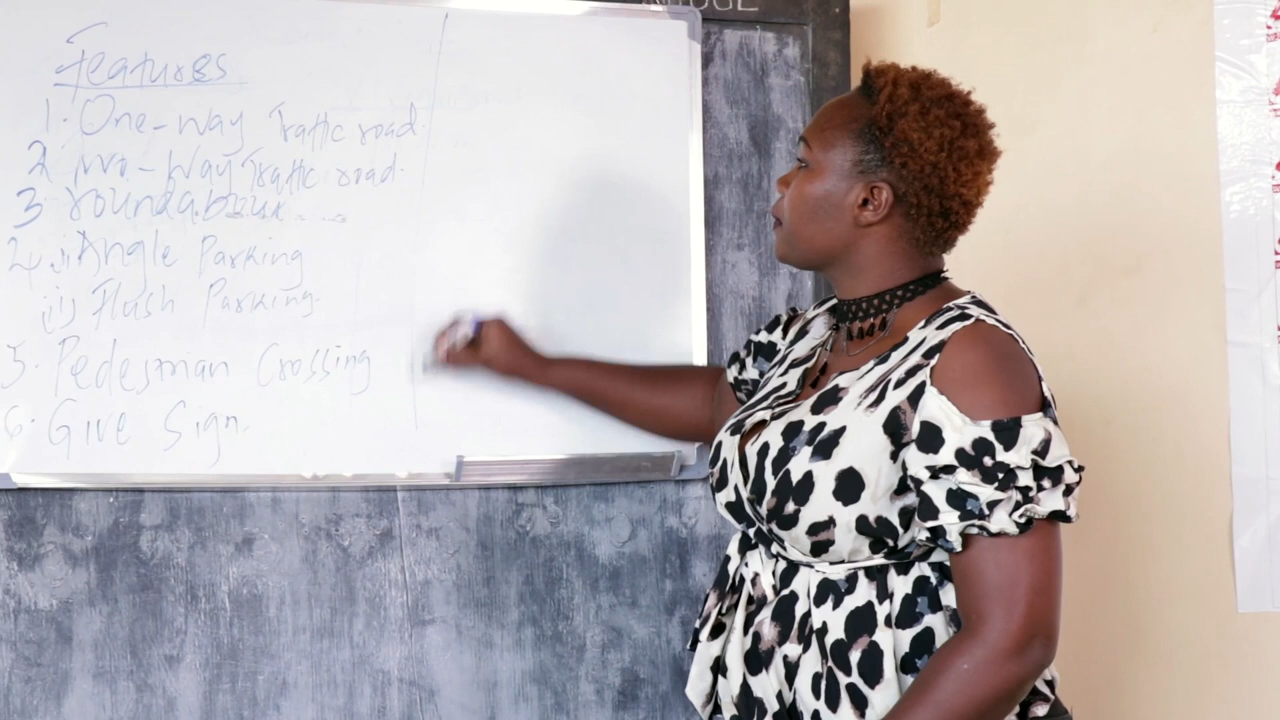 Features
1. One-way Traffic road.
2 Two-way Traffic road.
3 roundabout
4. i) Angle Parking
ii) Flush Parking.
5. Pedestrian Crossing
6. Give Sign.